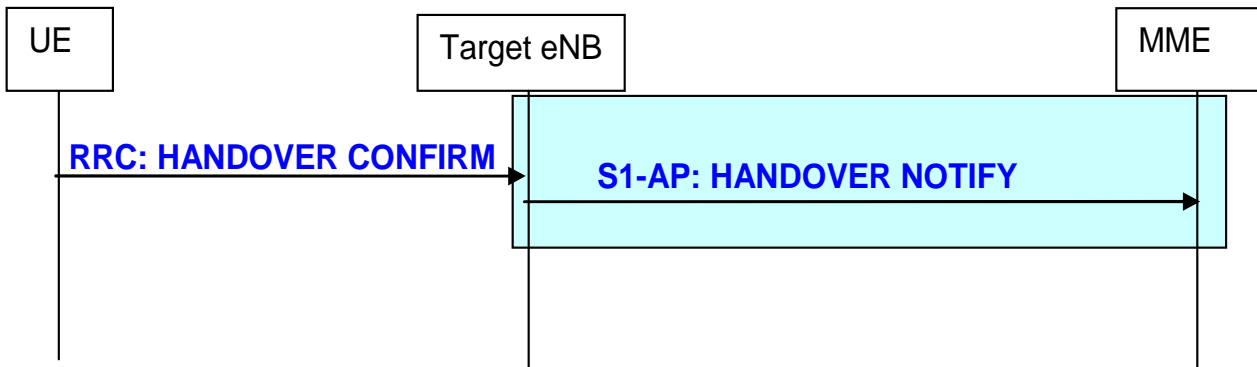 UE
Target eNB
MME
RRC: HANDOVER CONFIRM
S1-AP: HANDOVER NOTIFY